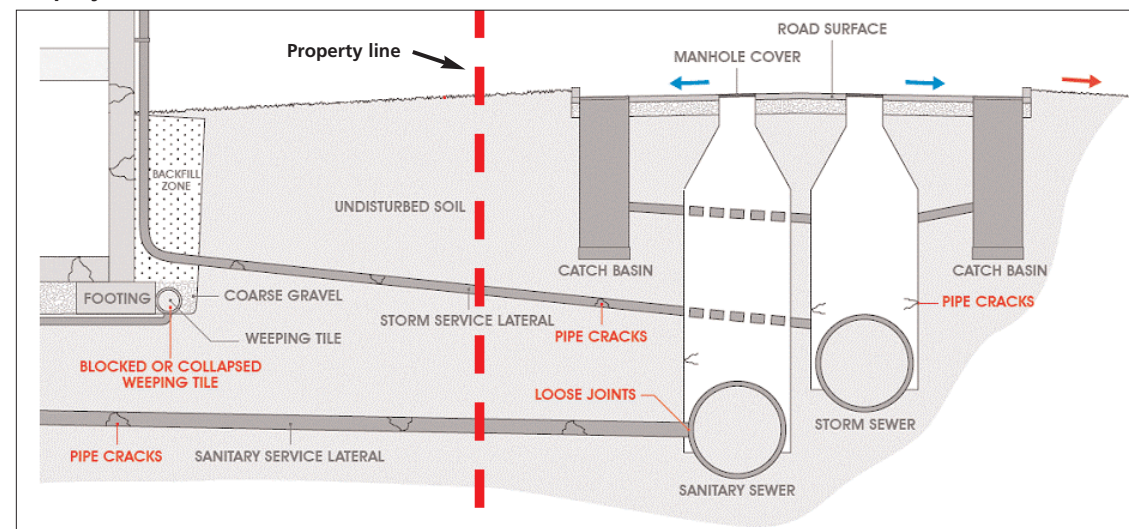 Property line
ROAD SURFACE
MANHOLE COVER
BACKFILL
ZONE
UNDISTURBED SOIL
CATCH BASIN
CATCH BASIN
FOOTING
COARSE GRAVEL
STORM SERVICE LATERAL
PIPE CRACKS
PIPE CRACKS
WEEPING TILE
BLOCKED OR COLLAPSED
WEEPING TILE
LOOSE JOINTS
STORM SEWER
PIPE CRACKS
SANITARY SERVICE LATERAL
SANITARY SEWER